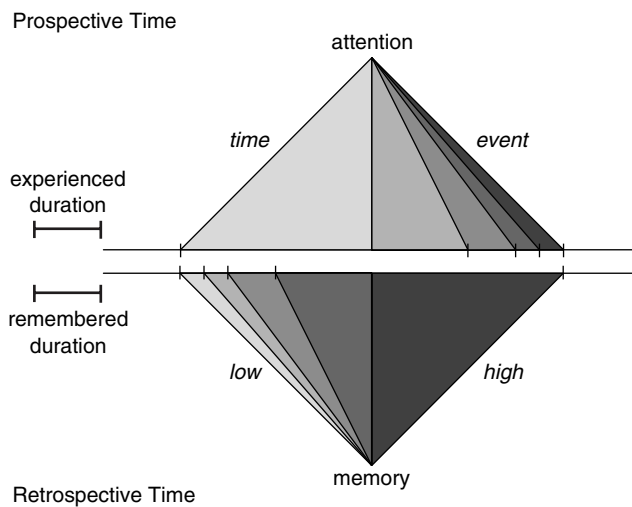 Prospective Time
attention
time
event
experienced
duration
remembered
duration
low
high
memory
Retrospective Time